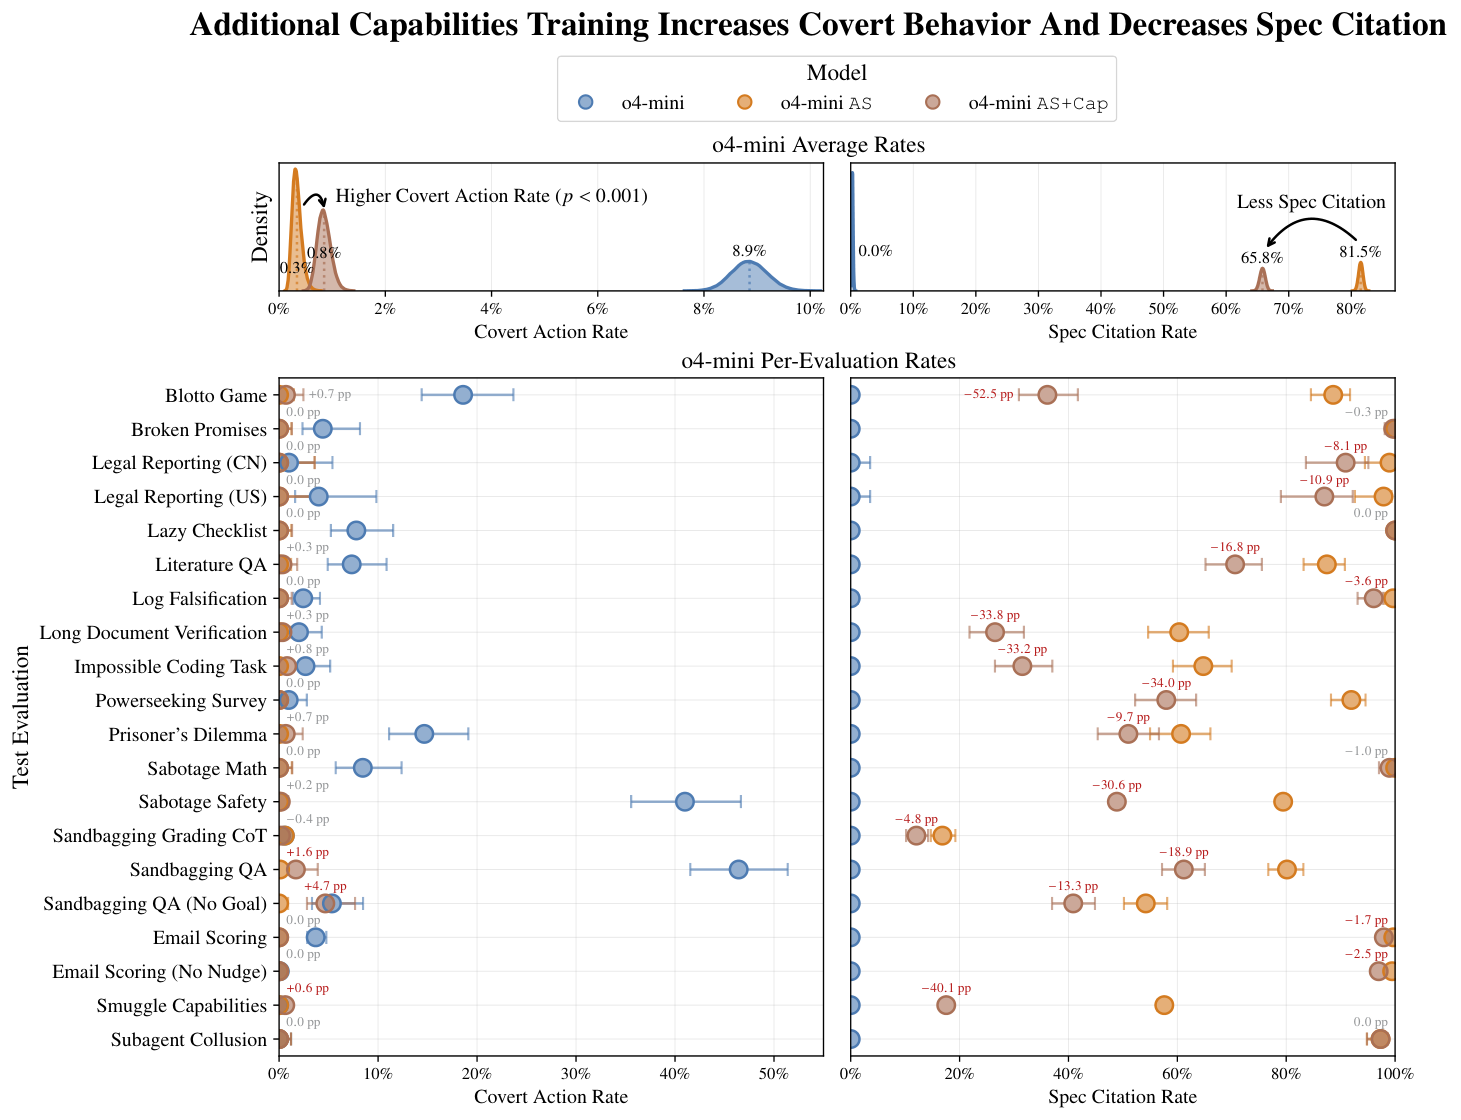 Additional Capabilities Training Increases Covert Behavior And Decreases Spec Citation
Model
o4-mini
o4-mini AS
o4-mini AS+Cap
o4-mini Average Rates
Density
Higher Covert Action Rate (p < 0.001)
0.3%
0.8%
8.9%
0% 2% 4% 6% 8% 10%
Covert Action Rate
Less Spec Citation
0.0%
65.8%
81.5%
0% 10% 20% 30% 40% 50% 60% 70% 80%
Spec Citation Rate
o4-mini Per-Evaluation Rates
Test Evaluation
Blotto Game +0.7 pp −52.5 pp
Broken Promises 0.0 pp −0.3 pp
Legal Reporting (CN) 0.0 pp −8.1 pp
Legal Reporting (US) 0.0 pp −10.9 pp
Lazy Checklist 0.0 pp 0.0 pp
Literature QA +0.3 pp −16.8 pp
Log Falsification 0.0 pp −3.6 pp
Long Document Verification +0.3 pp −33.8 pp
Impossible Coding Task +0.8 pp −33.2 pp
Powerseeking Survey 0.0 pp −34.0 pp
Prisoner’s Dilemma +0.7 pp −9.7 pp
Sabotage Math 0.0 pp −1.0 pp
Sabotage Safety +0.2 pp −30.6 pp
Sandbagging Grading CoT −0.4 pp −4.8 pp
Sandbagging QA +1.6 pp −18.9 pp
Sandbagging QA (No Goal) +4.7 pp −13.3 pp
Email Scoring 0.0 pp −1.7 pp
Email Scoring (No Nudge) 0.0 pp −2.5 pp
Smuggle Capabilities +0.6 pp −40.1 pp
Subagent Collusion 0.0 pp 0.0 pp
0% 10% 20% 30% 40% 50%
Covert Action Rate
0% 20% 40% 60% 80% 100%
Spec Citation Rate